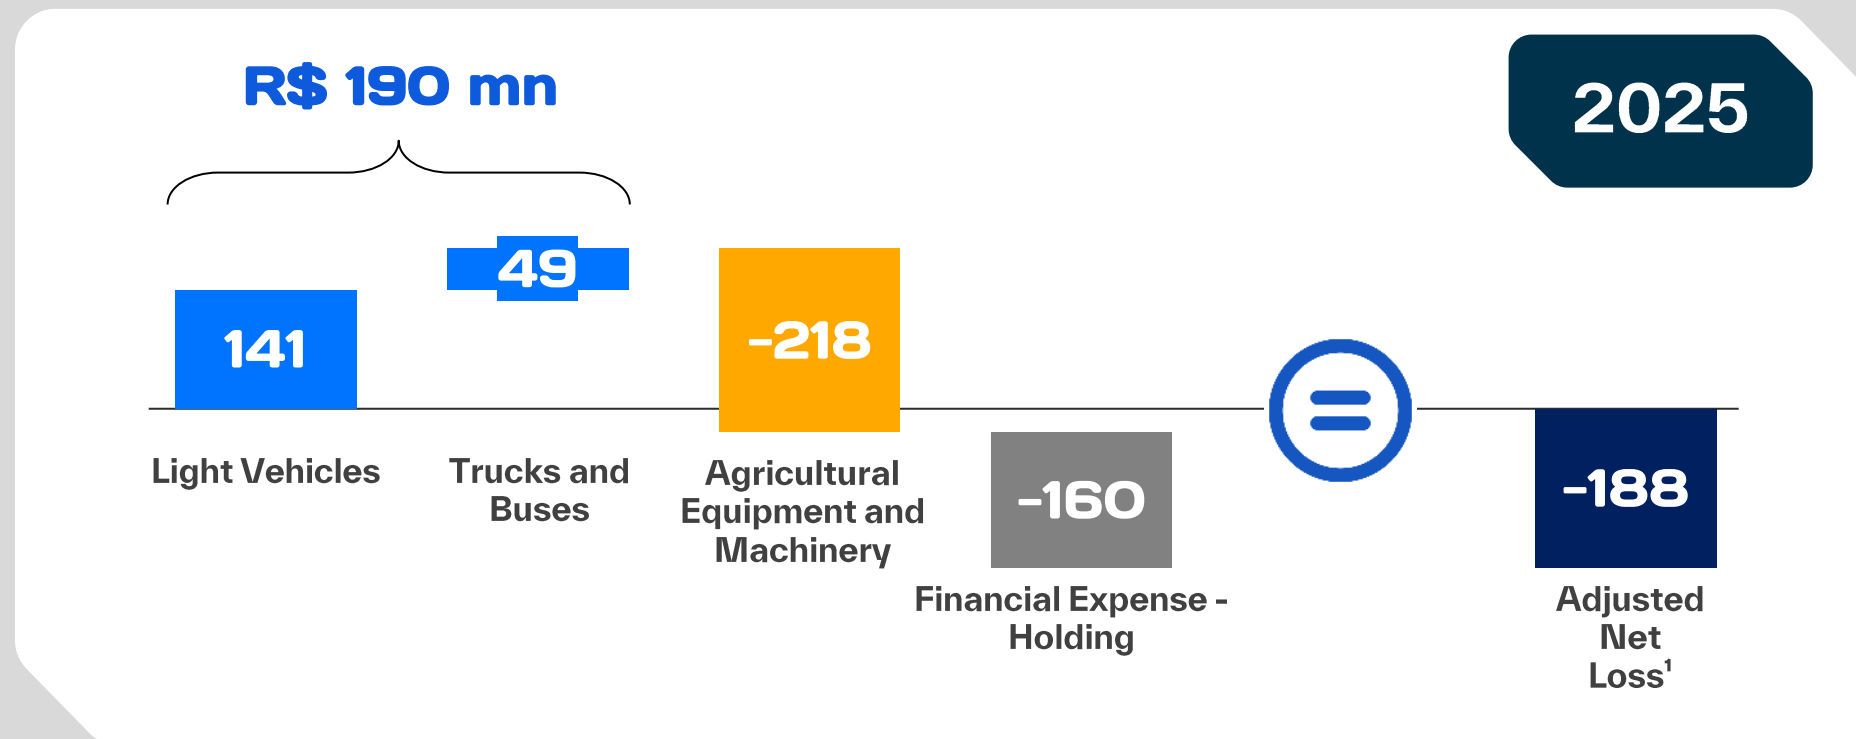 R$ 190 mn
2025
141
49
-218
-160
=
-188
Light Vehicles
Trucks and
Buses
Agricultural
Equipment and
Machinery
Financial Expense -
Holding
Adjusted
Net
Loss¹